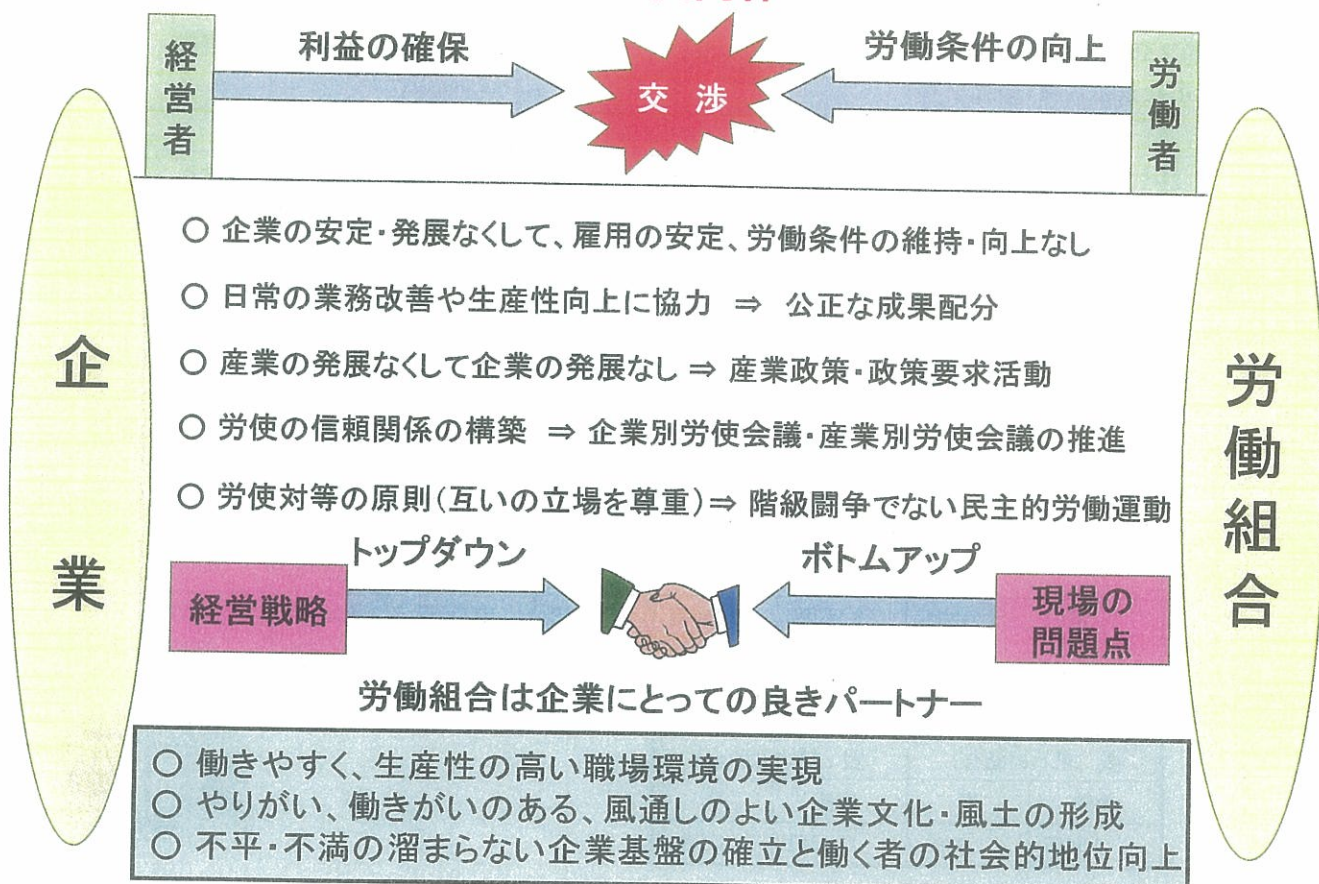 経営者
利益の確保
交渉
労働条件の向上
労働者
企業
労働組合
○ 企業の安定・発展なくして、雇用の安定、労働条件の維持・向上なし
○ 日常の業務改善や生産性向上に協力 ⇒ 公正な成果配分
○ 産業の発展なくして企業の発展なし ⇒ 産業政策・政策要求活動
○ 労使の信頼関係の構築 ⇒ 企業別労使会議・産業別労使会議の推進
○ 労使対等の原則(互いの立場を尊重)⇒ 階級闘争でない民主的労働運動
トップダウン
ボトムアップ
経営戦略
現場の
問題点
労働組合は企業にとっての良きパートナー
○ 働きやすく、生産性の高い職場環境の実現
○ やりがい、働きがいのある、風通しのよい企業文化・風土の形成
○ 不平・不満の溜まらない企業基盤の確立と働く者の社会的地位向上